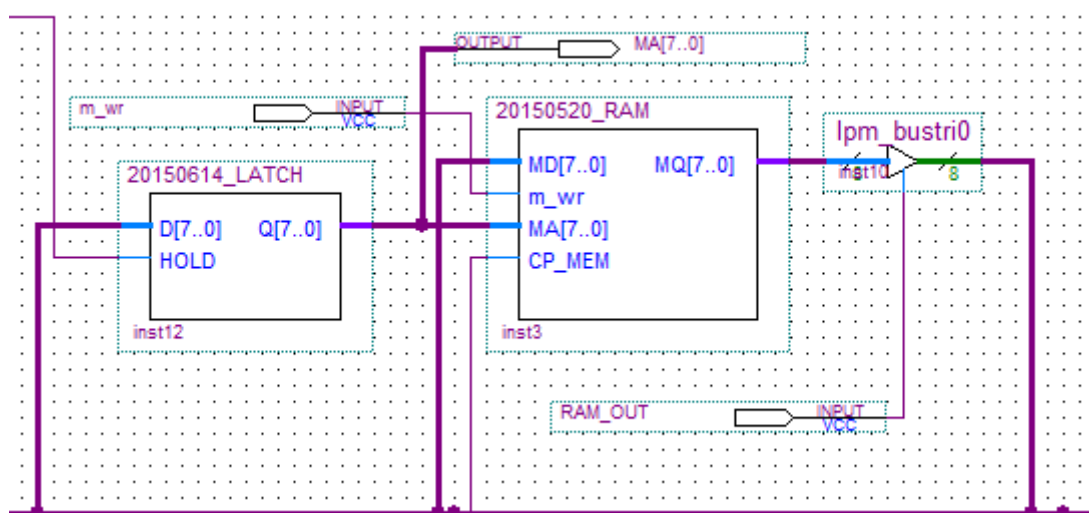 OUTPUT
MA[7..0]
m_wr
INPUT
VCC
20150520_RAM
lpm_bustri0
MD[7..0]
MQ[7..0]
inst10
8
m_wr
20150614_LATCH
D[7..0]
Q[7..0]
MA[7..0]
HOLD
CP_MEM
inst12
inst3
RAM_OUT
INPUT
VCC